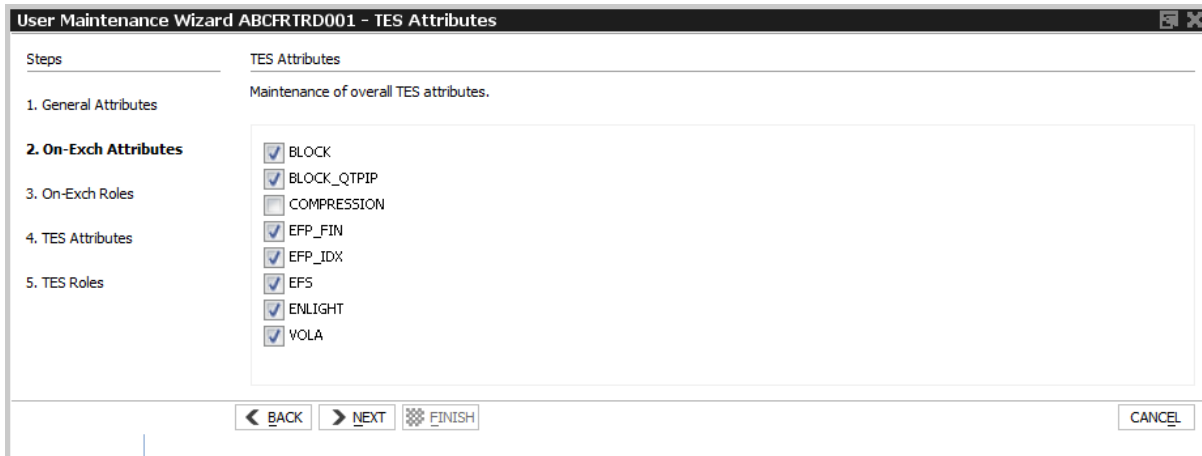 User Maintenance Wizard ABCFRTRD001 - TES Attributes
Steps
1. General Attributes
2. On-Exch Attributes
3. On-Exch Roles
4. TES Attributes
5. TES Roles
TES Attributes
Maintenance of overall TES attributes.
BLOCK
BLOCK_QTPIP
COMPRESSION
EFP_FIN
EFP_IDX
EFS
ENLIGHT
VOLA
BACK NEXT FINISH CANCEL